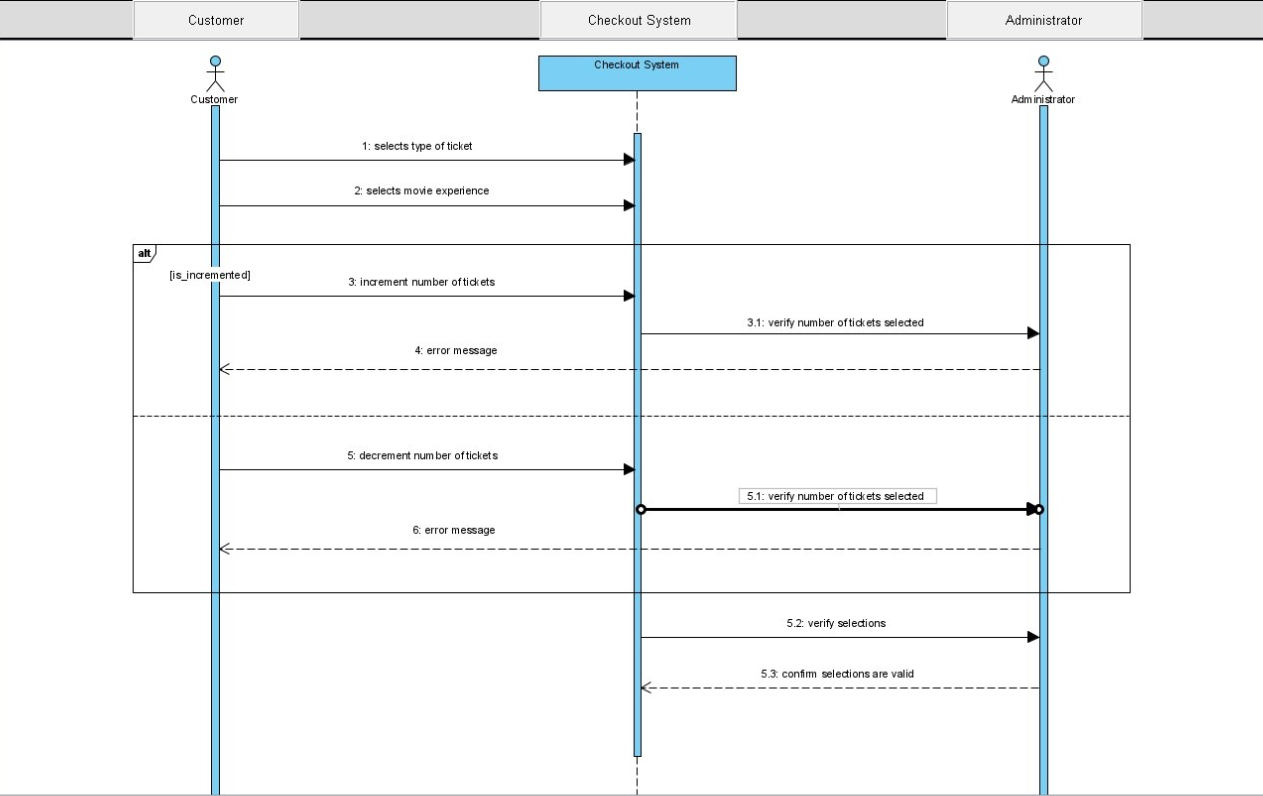 Customer
Checkout System
Administrator
Checkout System
Customer
Administrator
1: selects type of ticket
2: selects movie experience
alt
[is_incremented]
3: increment number of tickets
3.1: verify number of tickets selected
4: error message
5: decrement number of tickets
5.1: verify number of tickets selected
6: error message
5.2: verify selections
5.3: confirm selections are valid